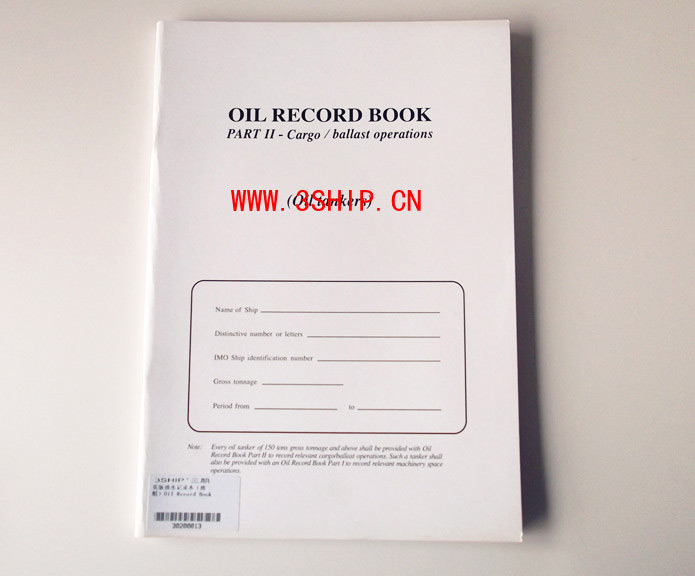 OIL RECORD BOOK
PART II - Cargo / ballast operations
(Oil tankers)
WWW.3SHIP.CN
Name of Ship
Distinctive number or letters
IMO Ship identification number
Gross tonnage
Period from to
Note: Every oil tanker of 150 tons gross tonnage and above shall be provided with Oil
Record Book Part II to record relevant cargo/ballast operations. Such a tanker shall
also be provided with an Oil Record Book Part I to record relevant machinery space
operations.
3SHIP
Oil Record Book
30200013